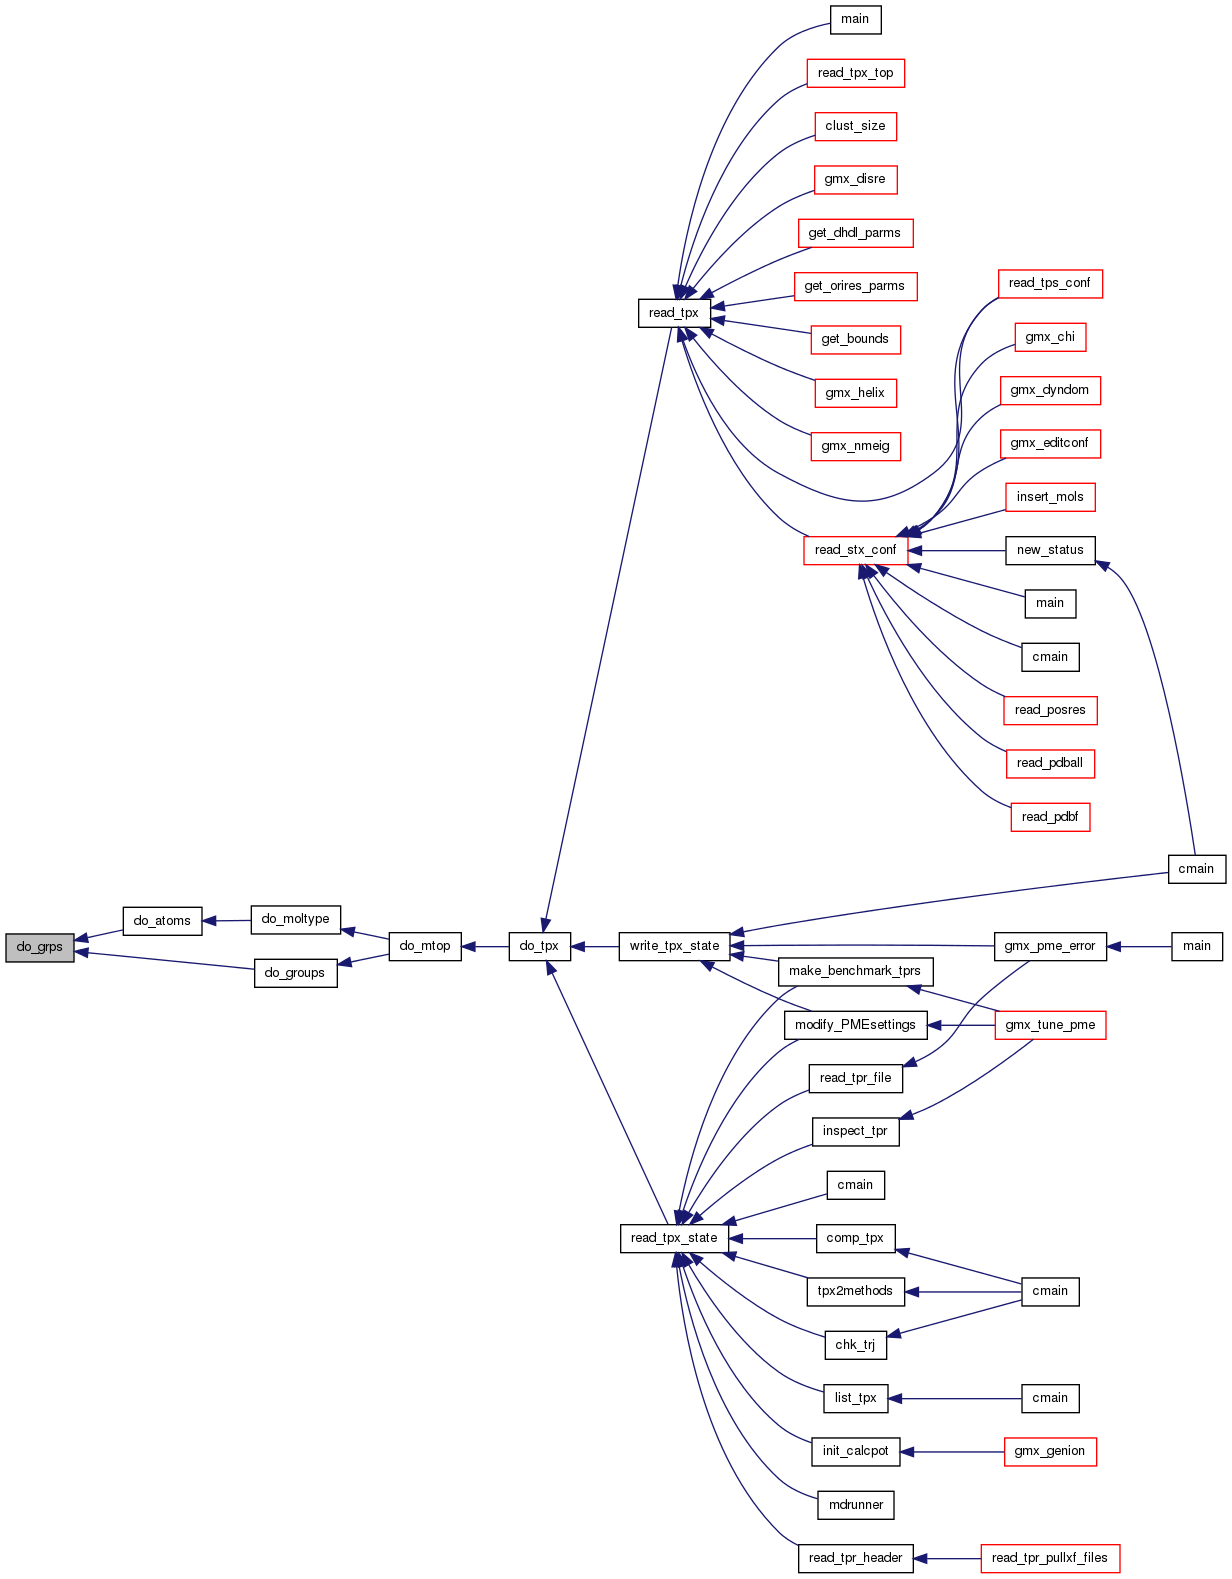 main
read_tpx_top
clust_size
gmx_disre
get_dhdl_parms
read_tps_conf
get_orires_parms
read_tpx
gmx_chi
get_bounds
gmx_helix
gmx_dyndom
gmx_nmeig
gmx_editconf
insert_mols
read_stx_conf
new_status
main
cmain
read_posres
read_pdball
read_pdbf
cmain
do_grps
do_atoms
do_moltype
do_groups
do_mtop
do_tpx
write_tpx_state
gmx_pme_error
main
make_benchmark_tprs
modify_PMEsettings
gmx_tune_pme
read_tpr_file
inspect_tpr
cmain
read_tpx_state
comp_tpx
tpx2methods
cmain
chk_trj
list_tpx
cmain
init_calcpot
gmx_genion
mdrunner
read_tpr_header
read_tpr_pullxf_files